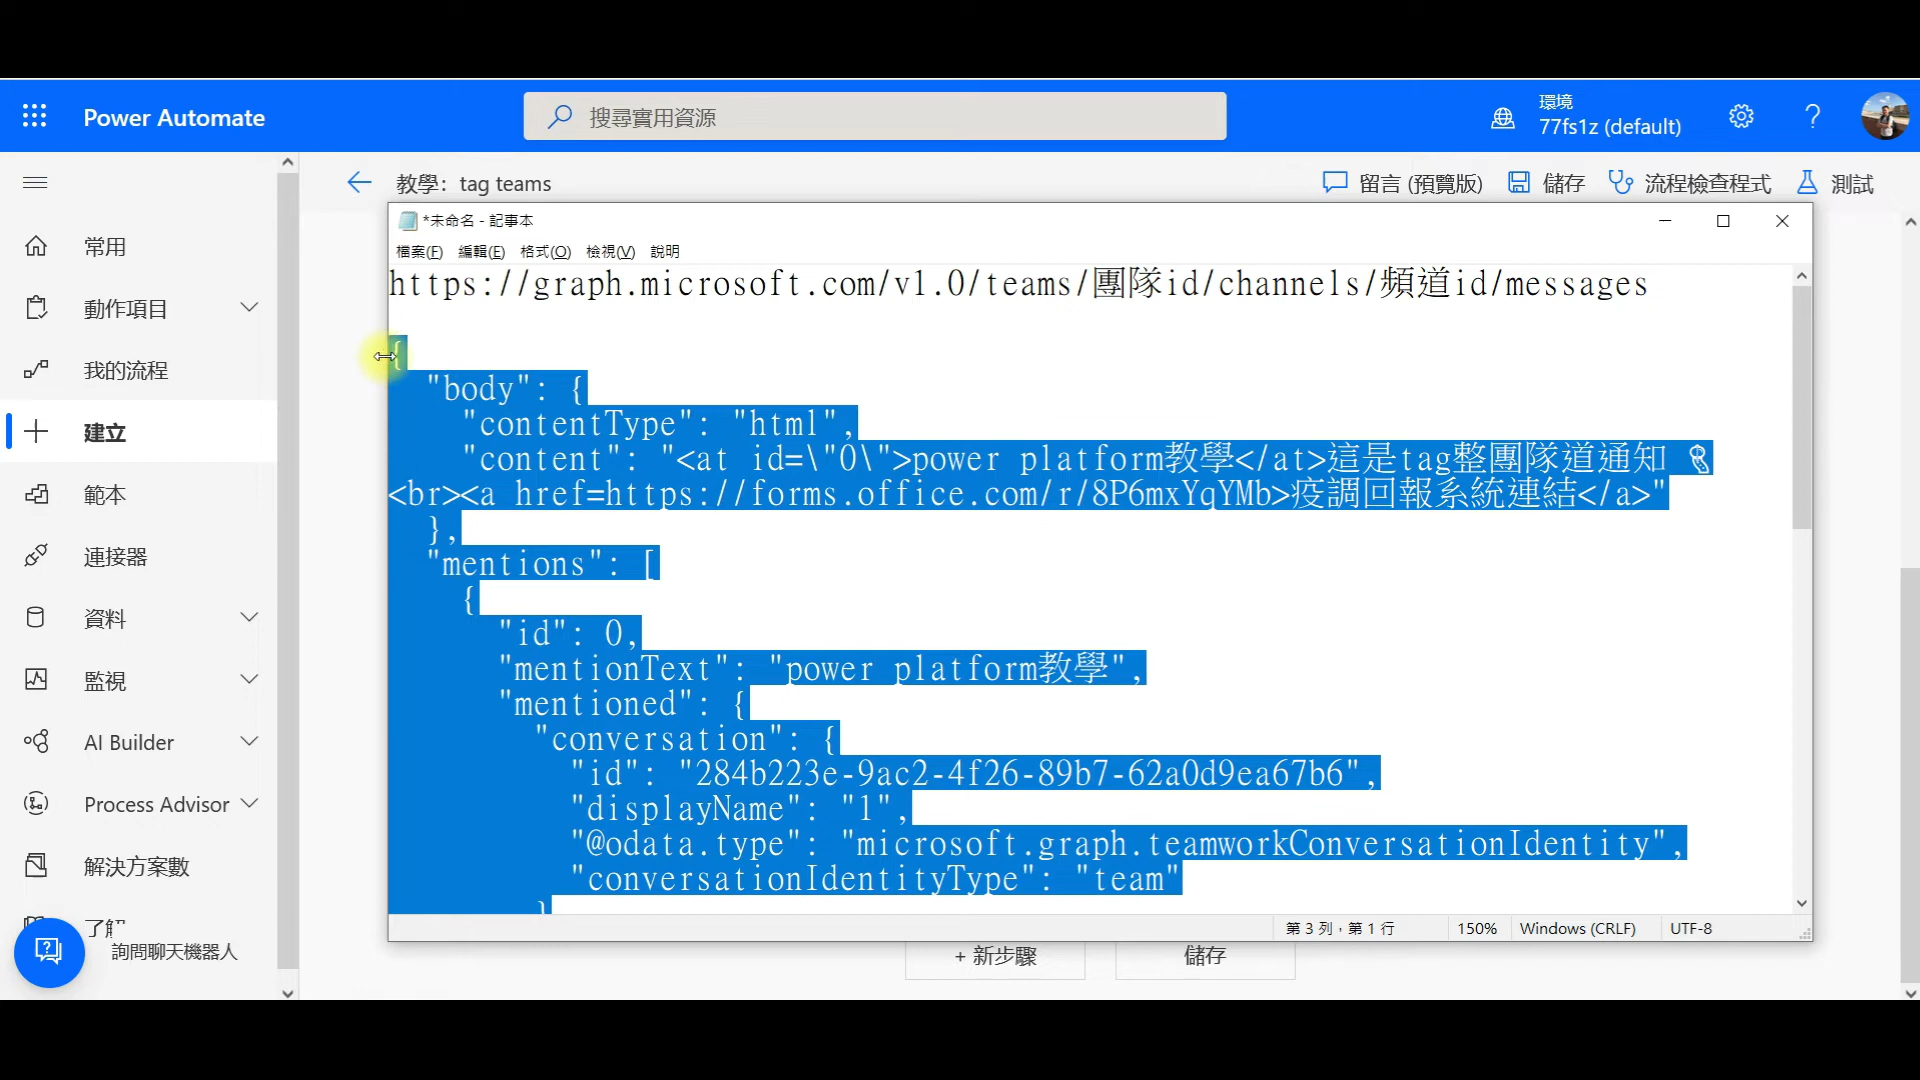 Power Automate
搜尋實用資源
環境
77fs1z (default)
教學：tag teams
留言 (預覽版)
儲存
流程檢查程式
測試
常用
動作項目
我的流程
建立
範本
連接器
資料
監視
AI Builder
Process Advisor
解決方案數
了解
詢問聊天機器人
*未命名 - 記事本
檔案(F) 編輯(E) 格式(O) 檢視(V) 說明
https://graph.microsoft.com/v1.0/teams/團隊id/channels/頻道id/messages
{
"body": {
"contentType": "html",
"content": "<at id=\"0\">power platform教學</at>這是tag整團隊道通知
<br><a href=https://forms.office.com/r/8P6mxYqYMb>疫調回報系統連結</a>"
},
"mentions": [
{
"id": 0,
"mentionText": "power platform教學",
"mentioned": {
"conversation": {
"id": "284b223e-9ac2-4f26-89b7-62a0d9ea67b6",
"displayName": "1",
"@odata.type": "microsoft.graph.teamworkConversationIdentity",
"conversationIdentityType": "team"
}
第 3 列，第 1 行
150%
Windows (CRLF)
UTF-8
+ 新步驟
儲存